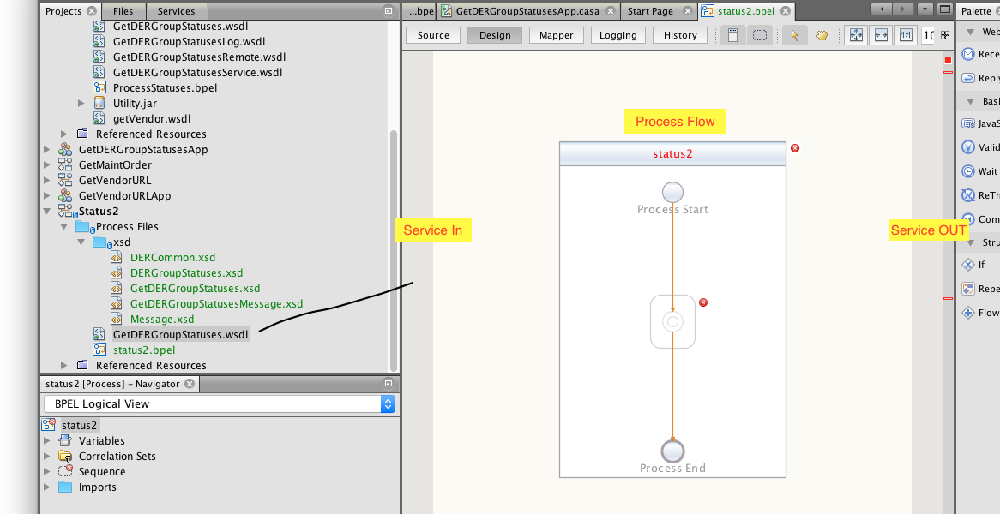 Projects
Files
Services
...bpe
GetDERGroupStatusesApp.casa
Start Page
status2.bpel
Palette
GetDERGroupStatuses.wsdl
GetDERGroupStatusesLog.wsdl
GetDERGroupStatusesRemote.wsdl
GetDERGroupStatusesService.wsdl
ProcessStatuses.bpel
Utility.jar
getVendor.wsdl
Referenced Resources
GetDERGroupStatusesApp
GetMaintOrder
GetVendorURL
GetVendorURLApp
Status2
Process Files
xsd
DERCommon.xsd
DERGroupStatuses.xsd
GetDERGroupStatuses.xsd
GetDERGroupStatusesMessage.xsd
Message.xsd
GetDERGroupStatuses.wsdl
status2.bpel
Referenced Resources
status2 [Process] - Navigator
BPEL Logical View
status2
Variables
Correlation Sets
Sequence
Imports
Source
Design
Mapper
Logging
History
1:1
10
Process Flow
status2
Process Start
Service In
Service OUT
Process End
Web
Rece
Reply
Basi
JavaS
Valid
Wait
ReTh
Com
Stru
If
Repe
Flow